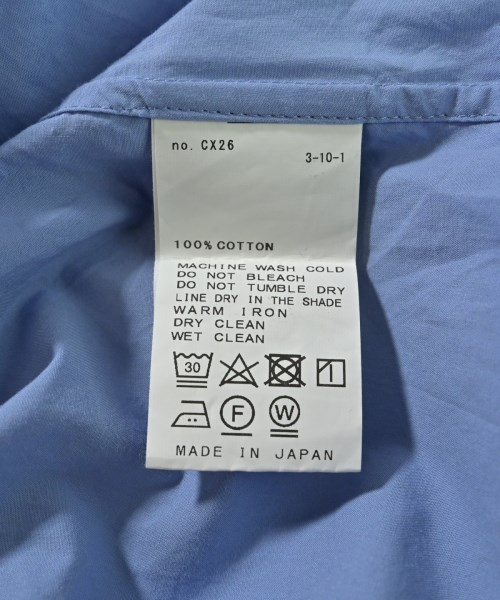 no. CX26
3-10-1
100% COTTON
MACHINE WASH COLD
DO NOT BLEACH
DO NOT TUMBLE DRY
LINE DRY IN THE SHADE
WARM IRON
DRY CLEAN
WET CLEAN
30
F W
MADE IN JAPAN